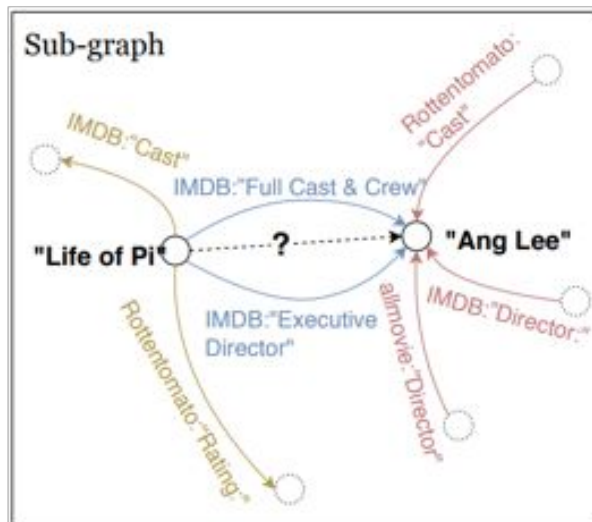 Sub-graph
Rottentomato:
"Cast"
IMDB:"Cast"
IMDB:"Full Cast & Crew"
"Life of Pi"
?
"Ang Lee"
IMDB:"Executive
Director"
IMDB:"Director:"
allmovie:"Director"
Rottentomato:"Rating:"